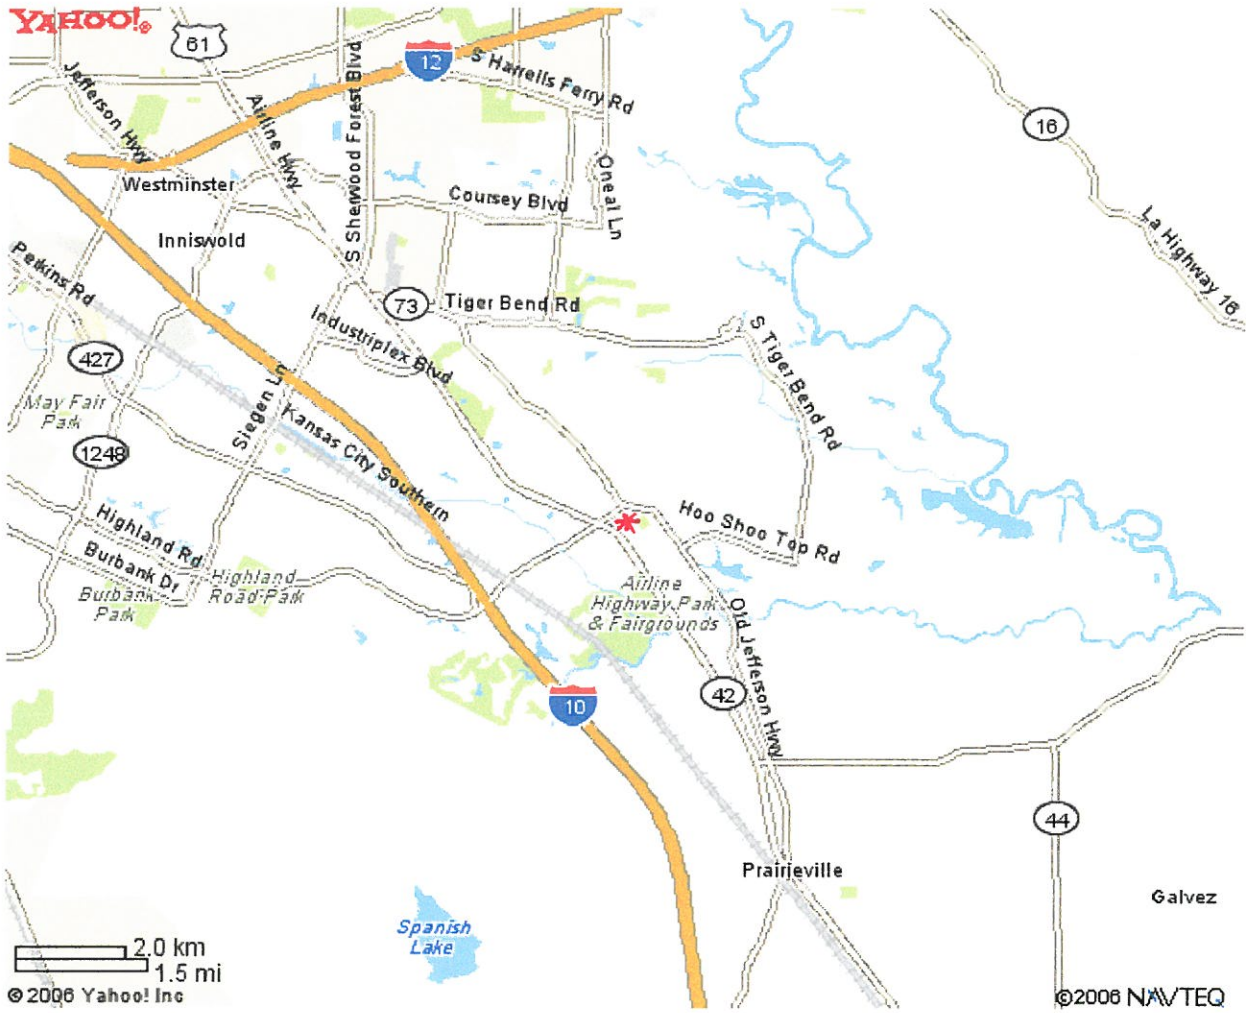 YAHOO!®
61
12
S Harrells Ferry Rd
Jefferson Hwy
Airline Hwy
S Sherwood Forest Blvd
16
Westminster
Coursey Blvd
Oneal Ln
La Highway 16
Inniswold
Perkins Rd
73
Tiger Bend Rd
Industriplex Blvd
S Tiger Bend Rd
427
May Fair
Park
Siegen Ln
Kansas City Southern
1248
Highland Rd
Hoo Shoo Top Rd
Burbank Dr
Highland
Road Park
Burbank
Park
Airline
Highway Park
& Fairgrounds
Old Jefferson Hwy
42
10
44
Prairieville
Galvez
Spanish
Lake
2.0 km
1.5 mi
©2006 Yahoo! Inc
©2006 NAVTEQ